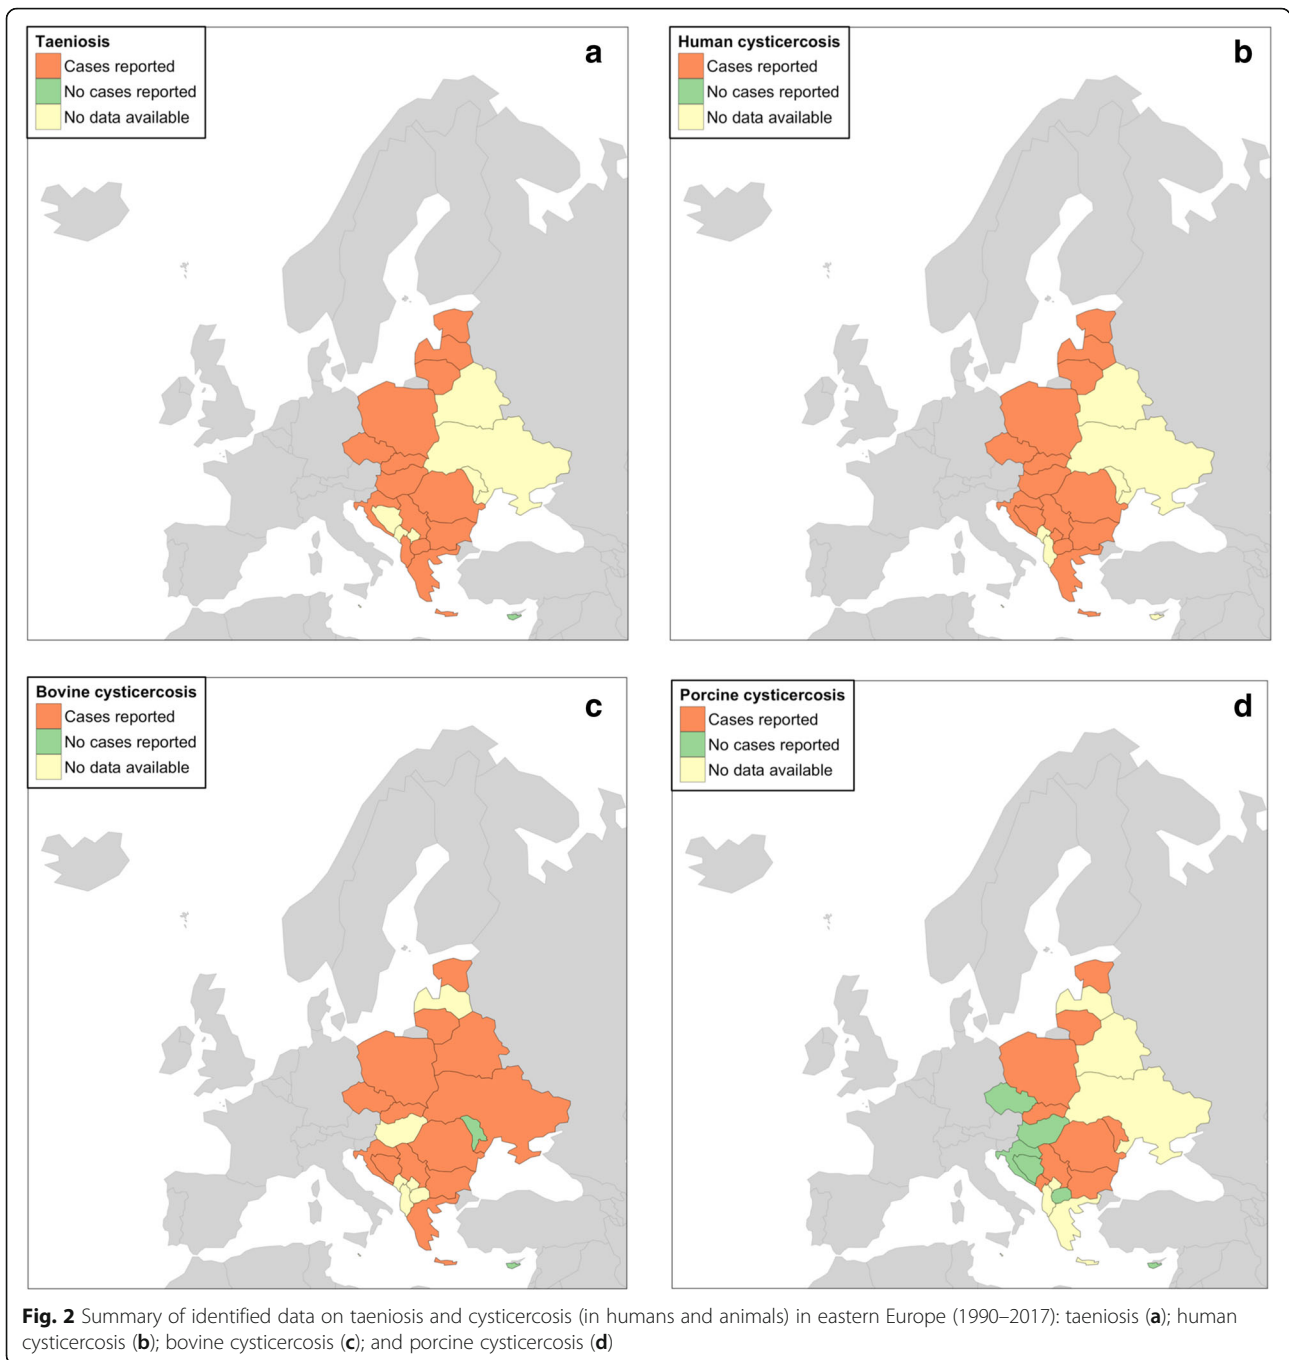 Taeniosis
Cases reported
No cases reported
No data available
a
Human cysticercosis
Cases reported
No cases reported
No data available
b
Bovine cysticercosis
Cases reported
No cases reported
No data available
c
Porcine cysticercosis
Cases reported
No cases reported
No data available
d
Fig. 2 Summary of identified data on taeniosis and cysticercosis (in humans and animals) in eastern Europe (1990–2017): taeniosis (a); human
cysticercosis (b); bovine cysticercosis (c); and porcine cysticercosis (d)